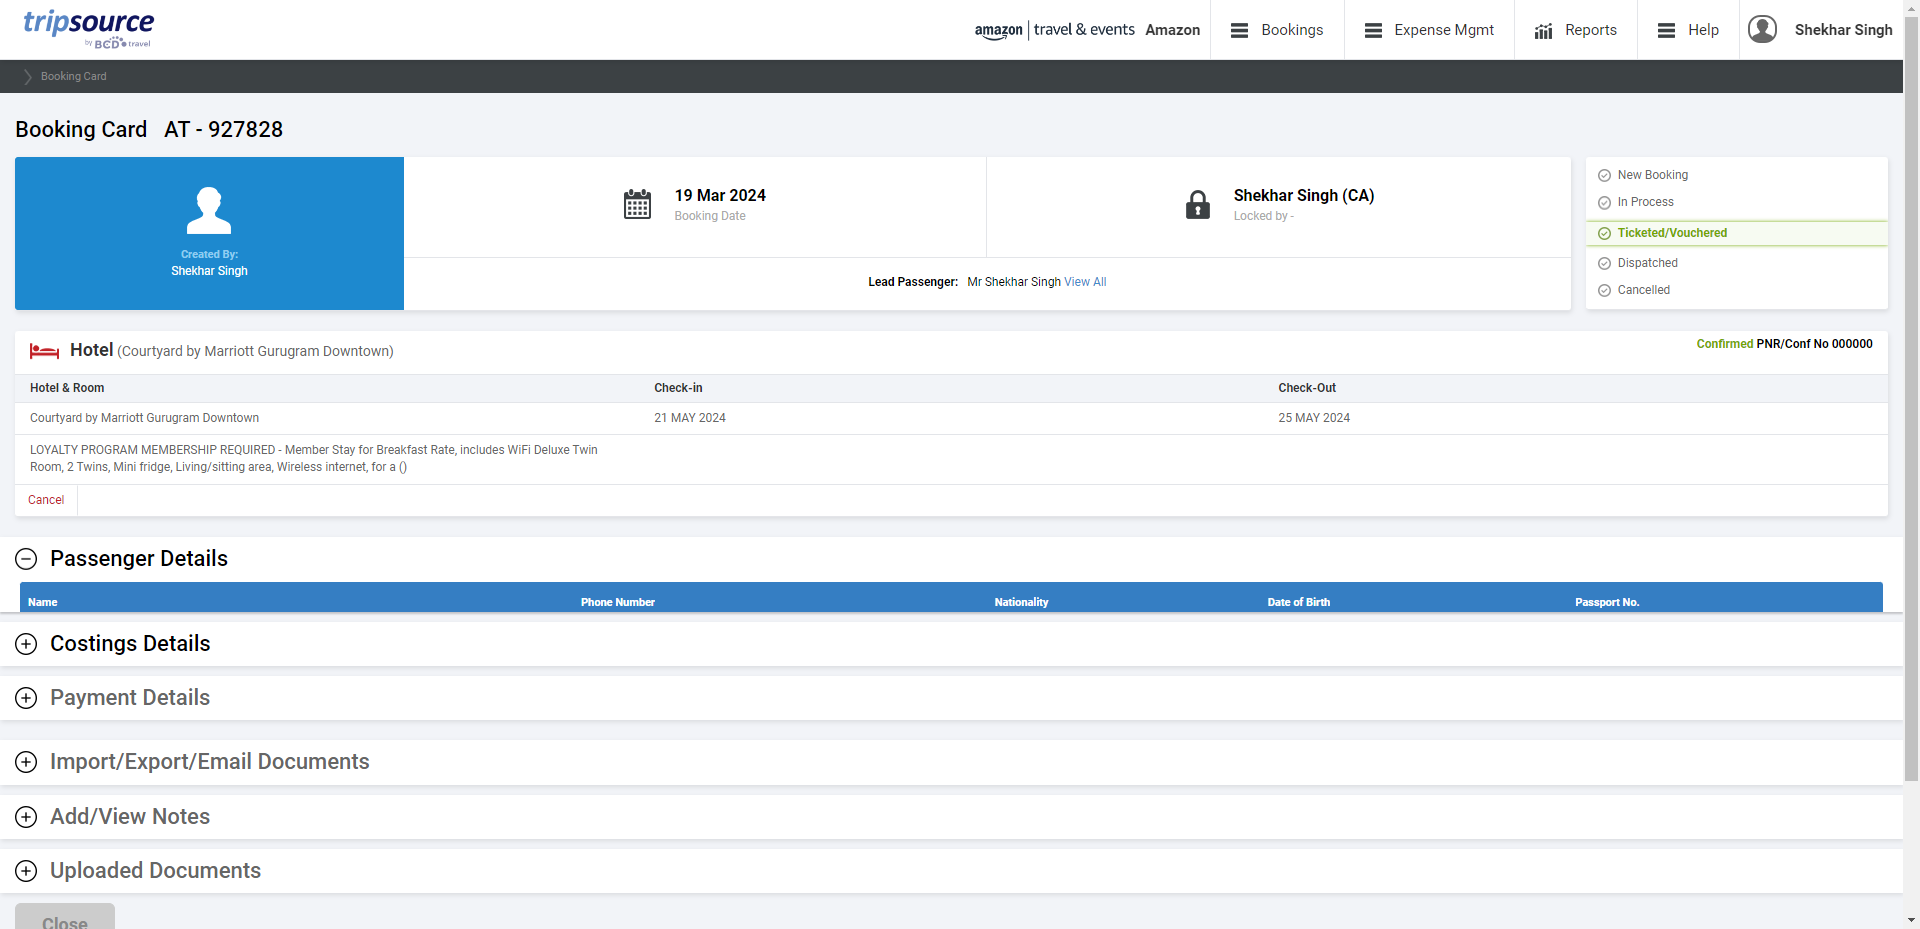 tripsource
by BCD travel
amazon | travel & events Amazon
Bookings
Expense Mgmt
Reports
Help
Shekhar Singh
Booking Card
Booking Card AT - 927828
Created By:
Shekhar Singh
19 Mar 2024
Booking Date
Shekhar Singh (CA)
Locked by -
Lead Passenger: Mr Shekhar Singh View All
New Booking
In Process
Ticketed/Vouchered
Dispatched
Cancelled
Hotel (Courtyard by Marriott Gurugram Downtown)
Confirmed PNR/Conf No 000000
Hotel & Room Check-in Check-Out
Courtyard by Marriott Gurugram Downtown 21 MAY 2024 25 MAY 2024
LOYALTY PROGRAM MEMBERSHIP REQUIRED - Member Stay for Breakfast Rate, includes WiFi Deluxe Twin
Room, 2 Twins, Mini fridge, Living/sitting area, Wireless internet, for a ()
Cancel
Passenger Details
Name Phone Number Nationality Date of Birth Passport No.
Costings Details
Payment Details
Import/Export/Email Documents
Add/View Notes
Uploaded Documents
Close